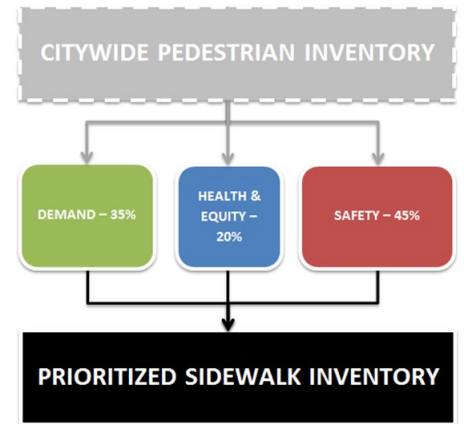 CITYWIDE PEDESTRIAN INVENTORY
DEMAND – 35%
HEALTH &
EQUITY –
20%
SAFETY – 45%
PRIORITIZED SIDEWALK INVENTORY